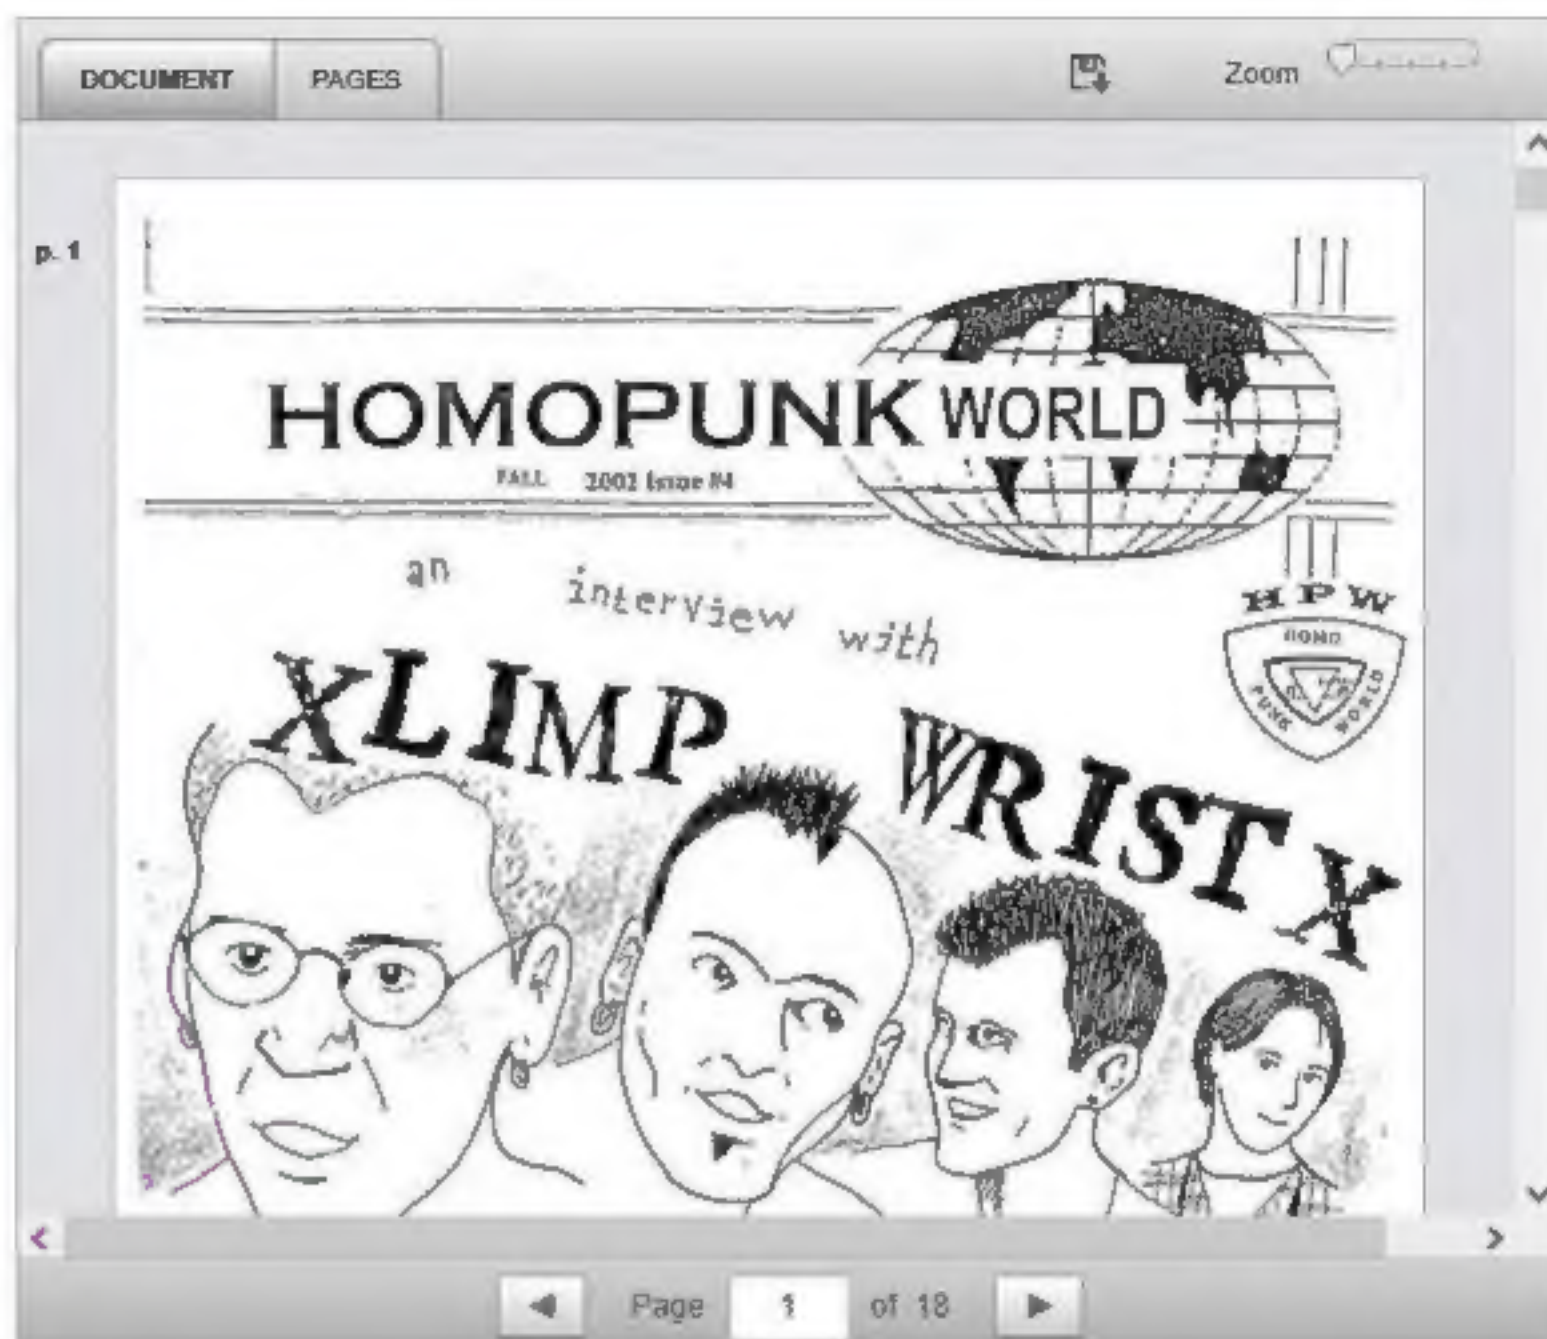 DOCUMENT PAGES Zoom
p. 1
HOMOPUNK WORLD
FALL 2002 Issue #4
an interview with
HPW
HOMO
PUNK WORLD
XLIMP WRISTX
Page 1 of 18